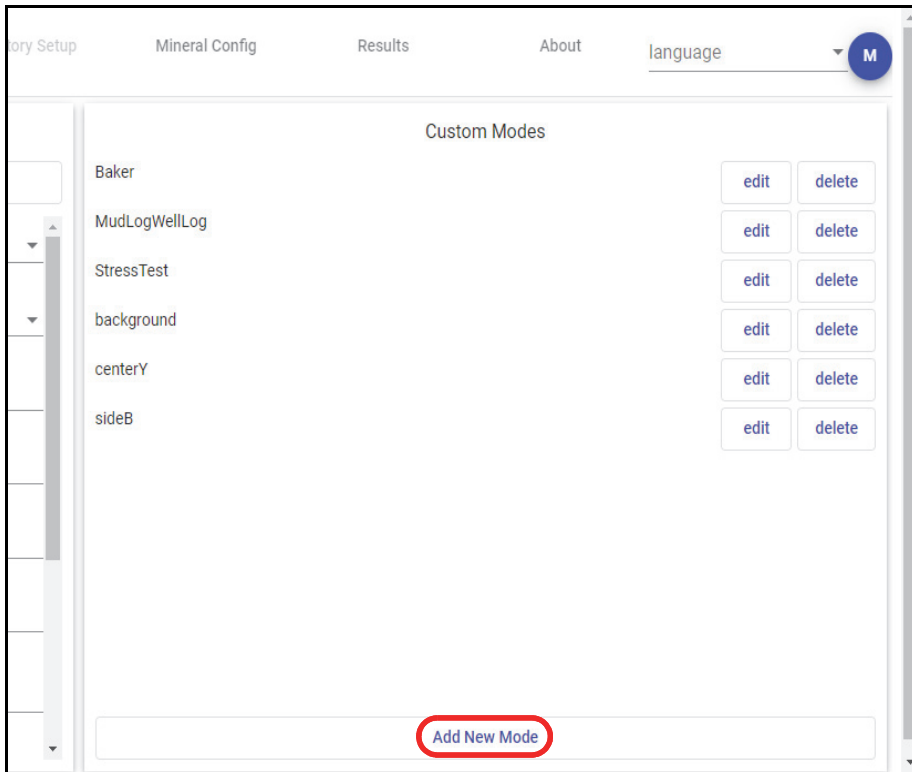 tory Setup Mineral Config Results About language M
Custom Modes
Baker edit delete
MudLogWellLog edit delete
StressTest edit delete
background edit delete
centerY edit delete
sideB edit delete
Add New Mode